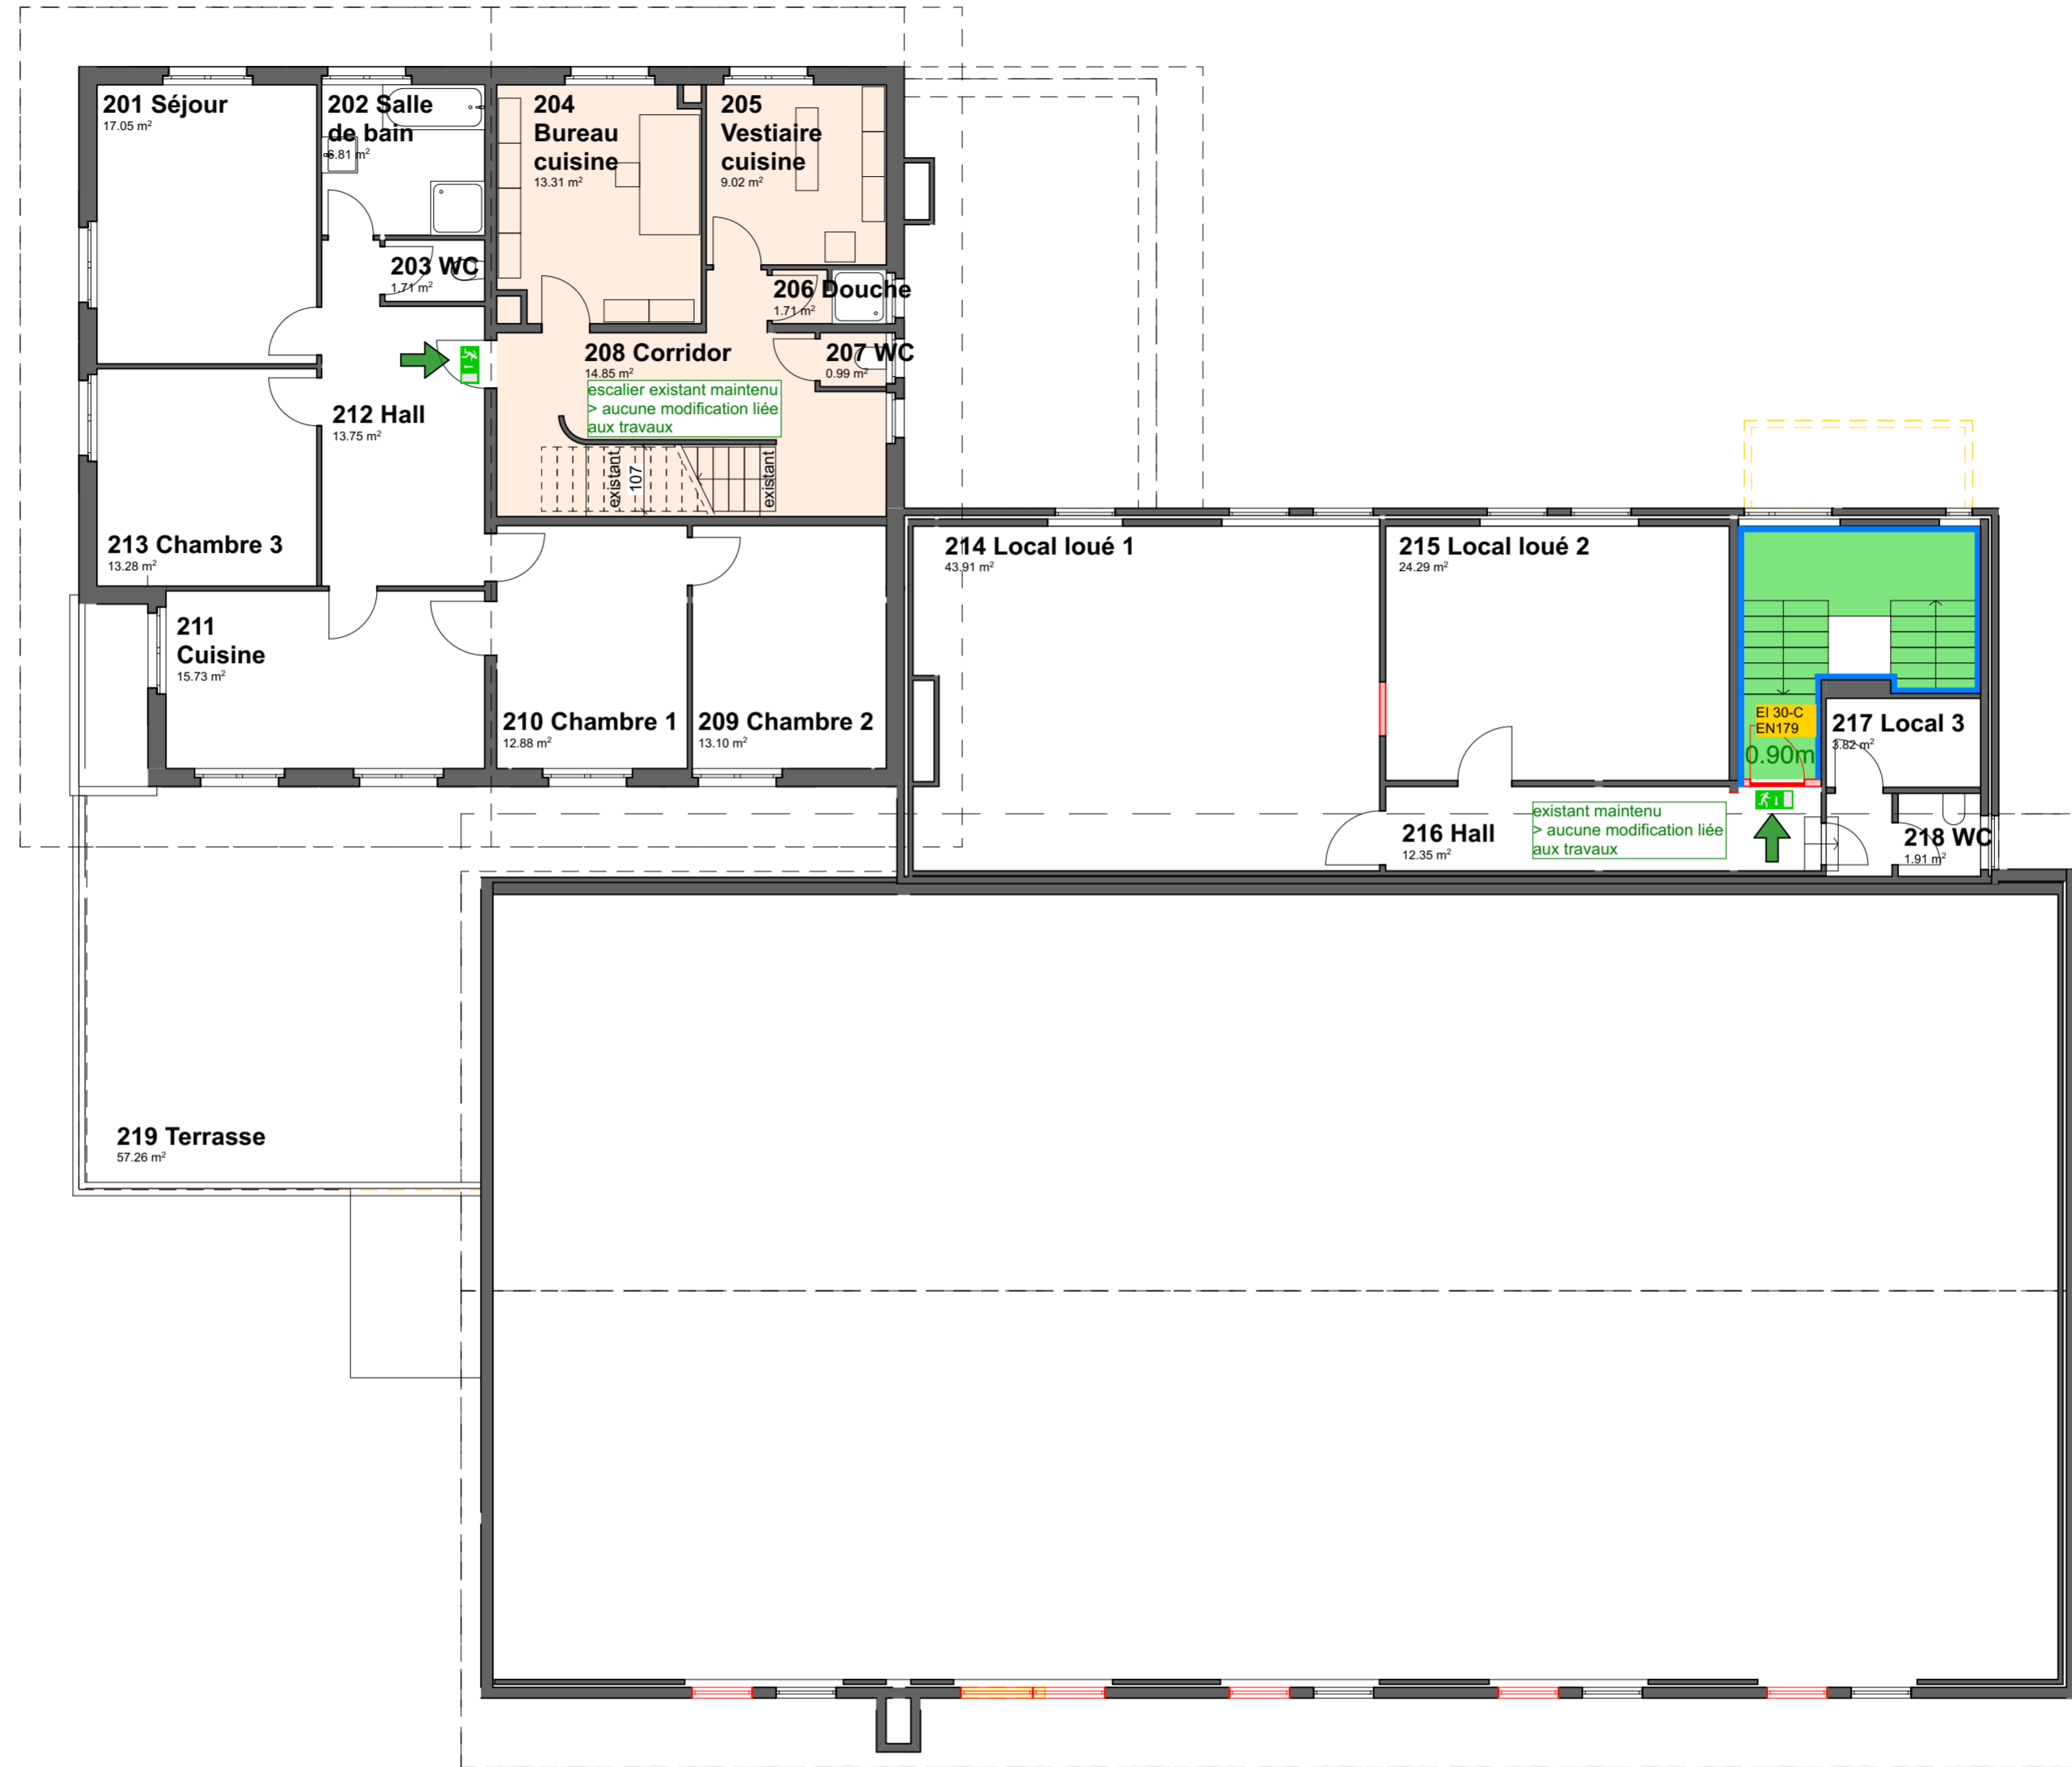 201 Séjour
17.05 m²
202 Salle
de bain
6.81 m²
203 WC
1.71 m²
204
Bureau
cuisine
13.31 m²
205
Vestiaire
cuisine
9.02 m²
206 Douche
1.71 m²
207 WC
0.99 m²
208 Corridor
14.85 m²
escalier existant maintenu
> aucune modification liée
aux travaux
existant
107
existant
212 Hall
13.75 m²
213 Chambre 3
13.28 m²
211
Cuisine
15.73 m²
210 Chambre 1
12.88 m²
209 Chambre 2
13.10 m²
214 Local loué 1
43.91 m²
215 Local loué 2
24.29 m²
EI 30-C
EN179
0.90m
217 Local 3
3.82 m²
216 Hall
12.35 m²
existant maintenu
> aucune modification liée
aux travaux
218 WC
1.91 m²
219 Terrasse
57.26 m²